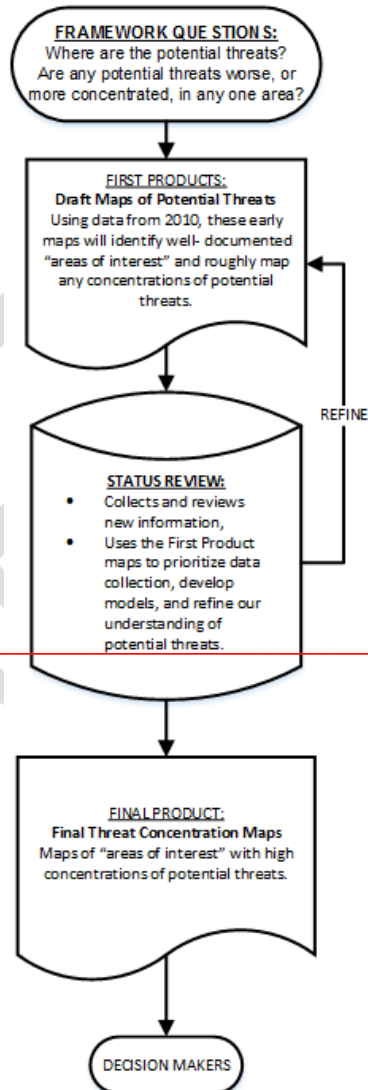 FRAMEWORK QUESTIONS:
Where are the potential threats?
Are any potential threats worse, or
more concentrated, in any one area?
FIRST PRODUCTS:
Draft Maps of Potential Threats
Using data from 2010, these early
maps will identify well- documented
“areas of interest” and roughly map
any concentrations of potential
threats.
REFINE
STATUS REVIEW:
• Collects and reviews
new information,
• Uses the First Product
maps to prioritize data
collection, develop
models, and refine our
understanding of
potential threats.
FINAL PRODUCT:
Final Threat Concentration Maps
Maps of “areas of interest” with high
concentrations of potential threats.
DECISION MAKERS